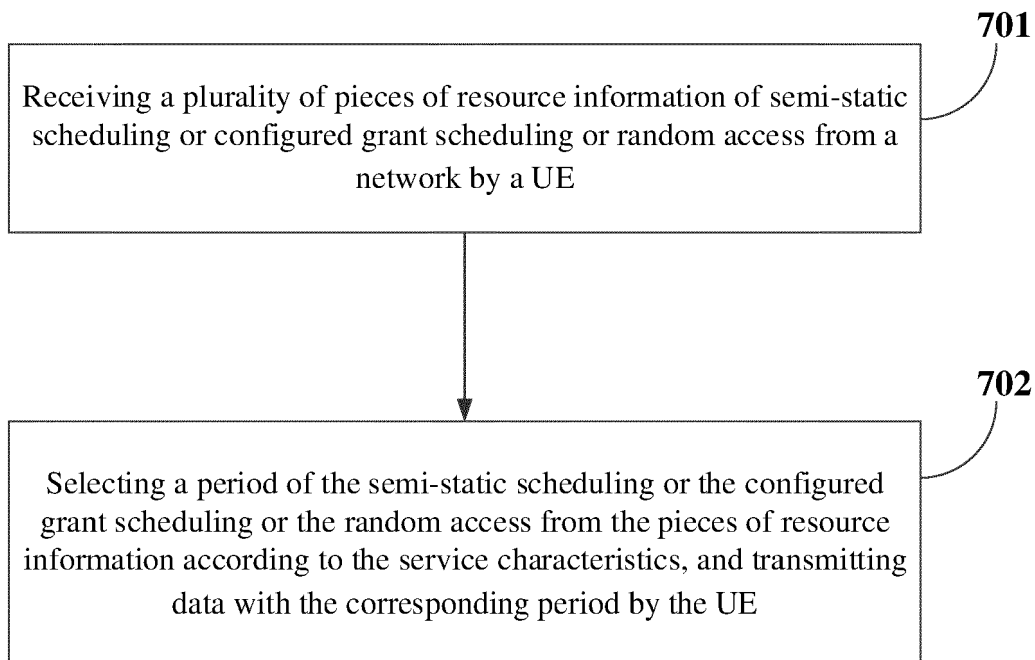 701
Receiving a plurality of pieces of resource information of semi-static
scheduling or configured grant scheduling or random access from a
network by a UE
702
Selecting a period of the semi-static scheduling or the configured
grant scheduling or the random access from the pieces of resource
information according to the service characteristics, and transmitting
data with the corresponding period by the UE